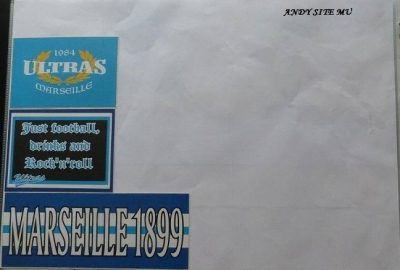 ANDY SITE MU
1984
ULTRAS
MARSEILLE
Just football,
drinks and
Rock'n'roll
MARSEILLE 1899